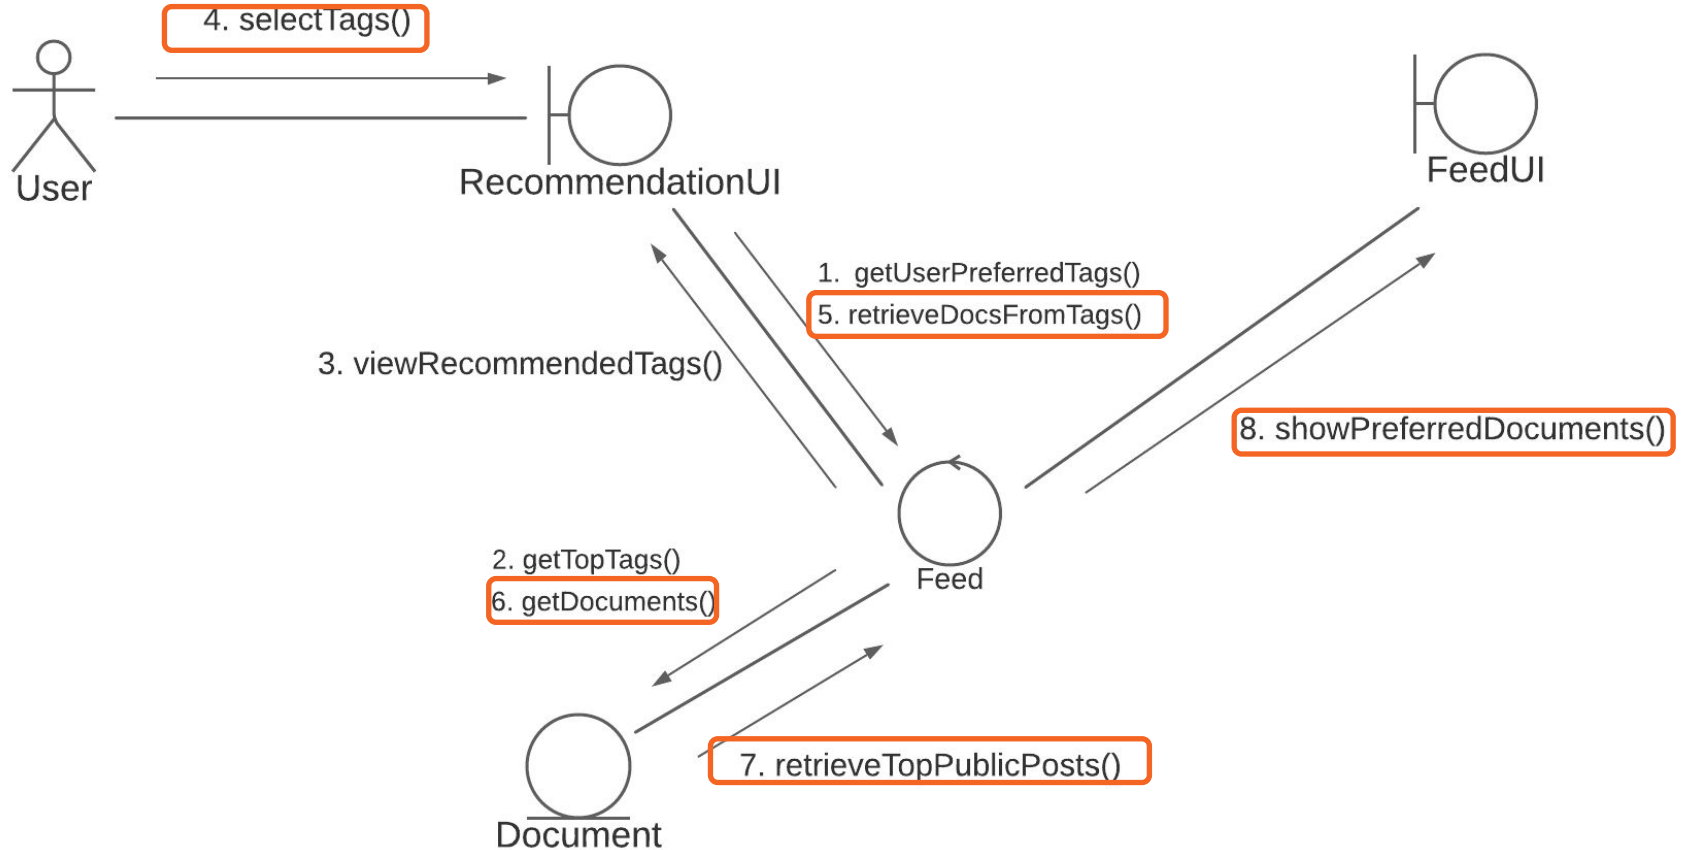 4. selectTags()
User
RecommendationUI
FeedUI
1. getUserPreferredTags()
5. retrieveDocsFromTags()
3. viewRecommendedTags()
8. showPreferredDocuments()
2. getTopTags()
6. getDocuments()
Feed
7. retrieveTopPublicPosts()
Document